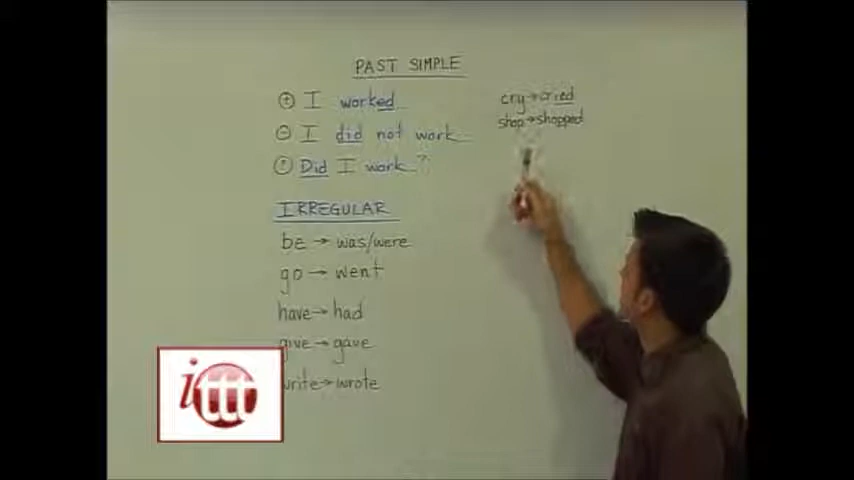 PAST SIMPLE
+ I worked
- I did not work
? Did I work?
cry→cried
shop→shopped
IRREGULAR
be → was/were
go → went
have → had
give → gave
write → wrote
ittt